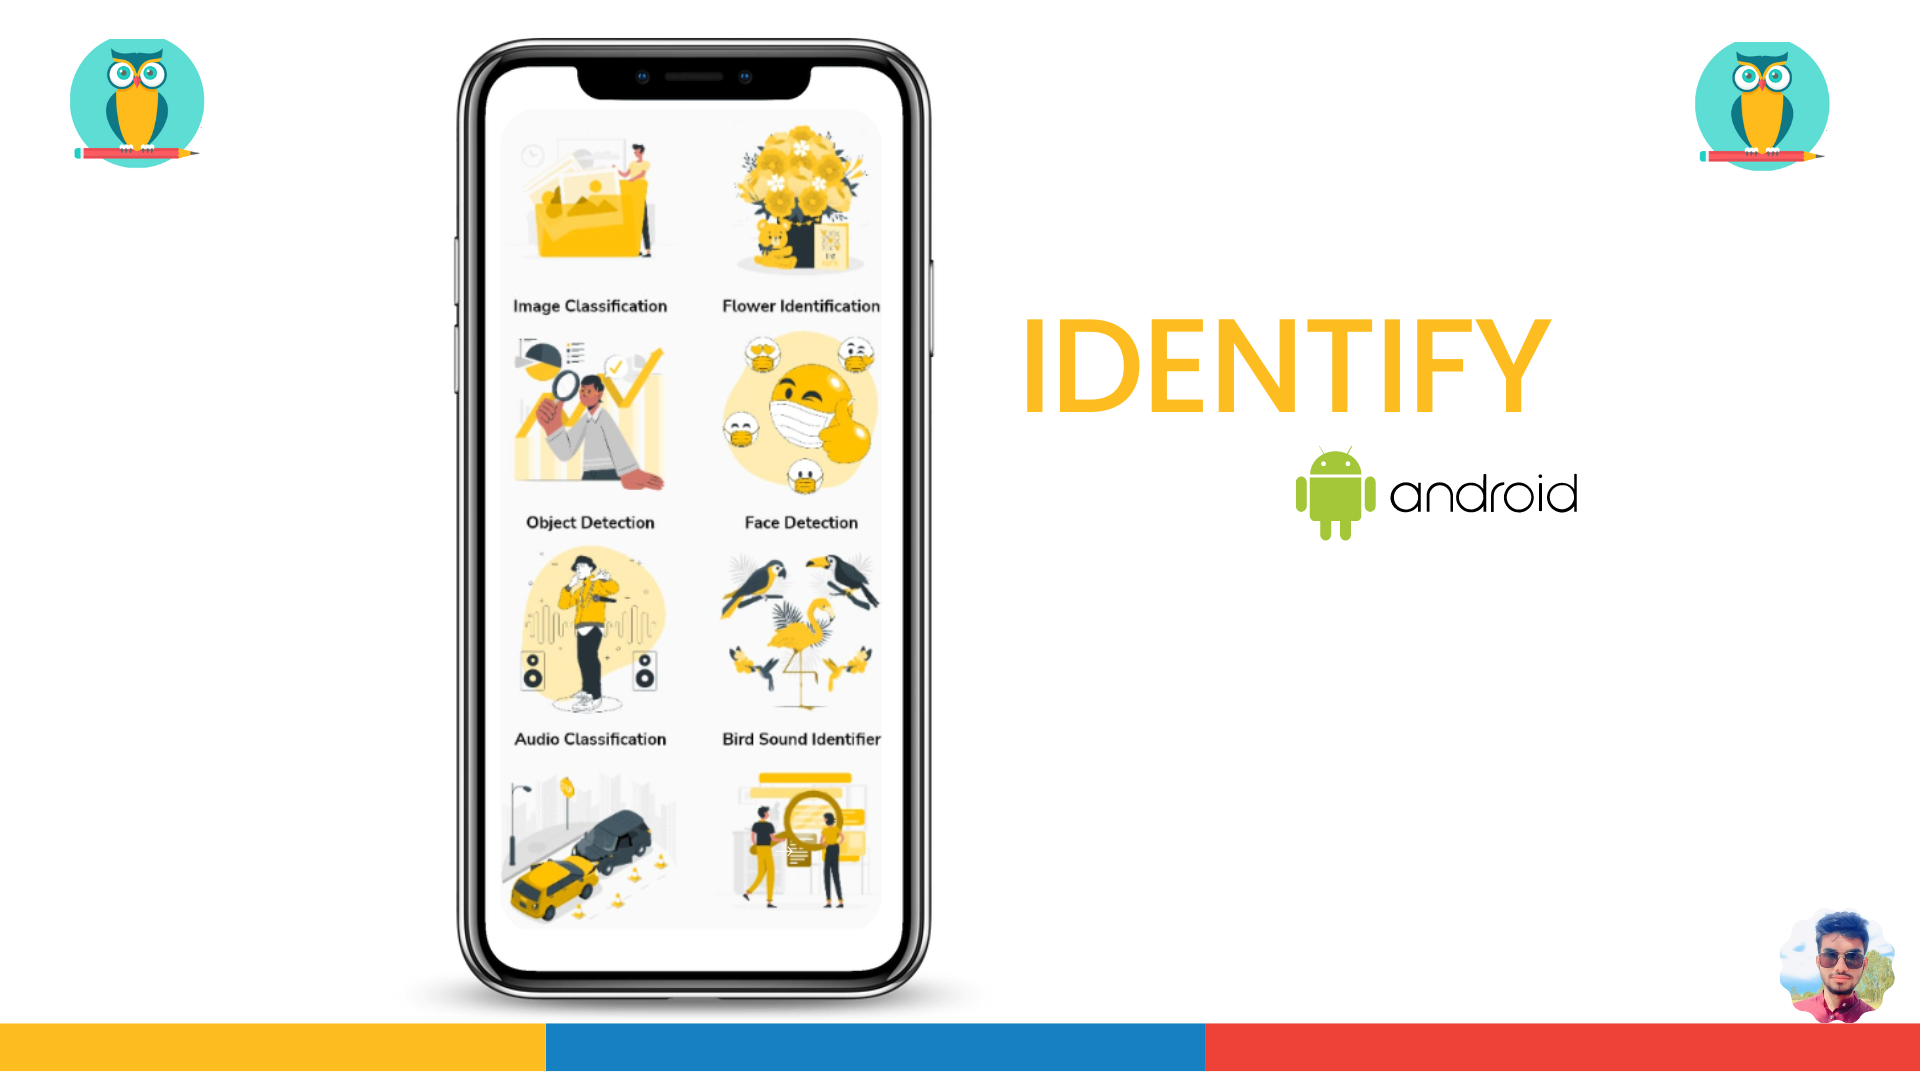 Image Classification
Flower Identification
Object Detection
Face Detection
Audio Classification
Bird Sound Identifier
IDENTIFY
android